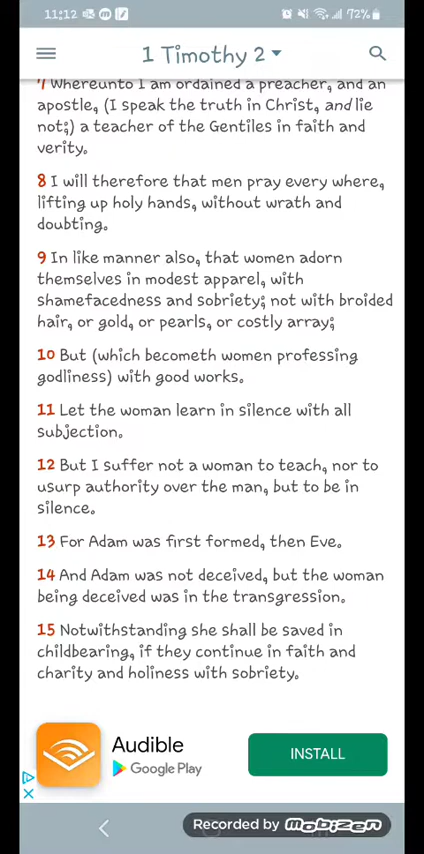 11:12
72%
1 Timothy 2
7 Whereunto I am ordained a preacher, and an
apostle, (I speak the truth in Christ, and lie
not;) a teacher of the Gentiles in faith and
verity.
8 I will therefore that men pray every where,
lifting up holy hands, without wrath and
doubting.
9 In like manner also, that women adorn
themselves in modest apparel, with
shamefacedness and sobriety; not with broided
hair, or gold, or pearls, or costly array;
10 But (which becometh women professing
godliness) with good works.
11 Let the woman learn in silence with all
subjection.
12 But I suffer not a woman to teach, nor to
usurp authority over the man, but to be in
silence.
13 For Adam was first formed, then Eve.
14 And Adam was not deceived, but the woman
being deceived was in the transgression.
15 Notwithstanding she shall be saved in
childbearing, if they continue in faith and
charity and holiness with sobriety.
Audible
Google Play
INSTALL
Recorded by mobizen